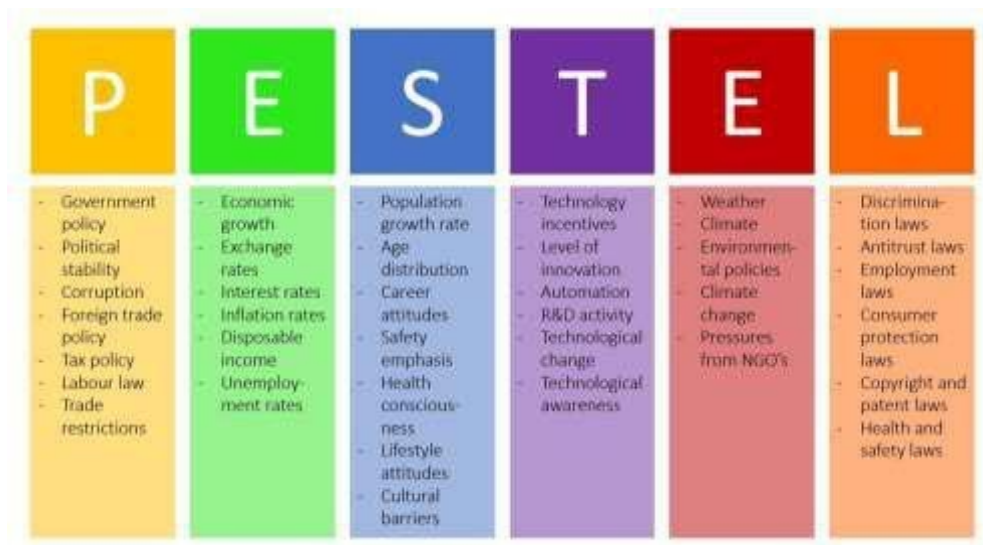 P
E
S
T
E
L
- Government
policy
- Political
stability
- Corruption
- Foreign trade
policy
- Tax policy
- Labour law
- Trade
restrictions
- Economic
growth
- Exchange
rates
- Interest rates
- Inflation rates
- Disposable
income
- Unemploy-
ment rates
- Population
growth rate
- Age
distribution
- Career
attitudes
- Safety
emphasis
- Health
conscious-
ness
- Lifestyle
attitudes
- Cultural
barriers
- Technology
incentives
- Level of
innovation
- Automation
- R&D activity
- Technological
change
- Technological
awareness
- Weather
- Climate
- Environmen-
tal policies
- Climate
change
- Pressures
from NGO's
- Discrimina-
tion laws
- Antitrust laws
- Employment
laws
- Consumer
protection
laws
- Copyright and
patent laws
- Health and
safety laws